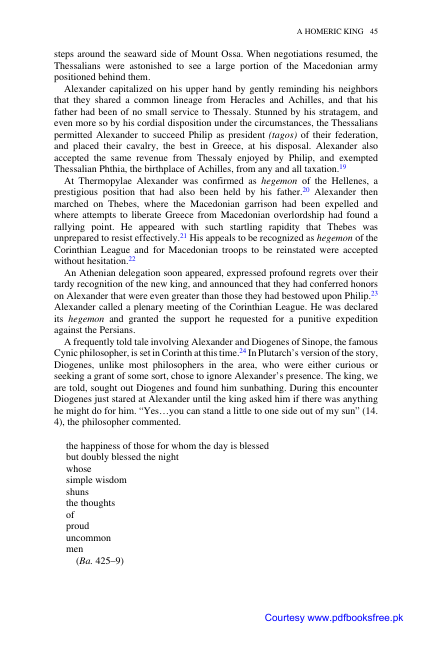 A HOMERIC KING 45
steps around the seaward side of Mount Ossa. When negotiations resumed, the
Thessalians were astonished to see a large portion of the Macedonian army
positioned behind them.
Alexander capitalized on his upper hand by gently reminding his neighbors
that they shared a common lineage from Heracles and Achilles, and that his
father had been of no small service to Thessaly. Stunned by his stratagem, and
even more so by his cordial disposition under the circumstances, the Thessalians
permitted Alexander to succeed Philip as president (tagos) of their federation,
and placed their cavalry, the best in Greece, at his disposal. Alexander also
accepted the same revenue from Thessaly enjoyed by Philip, and exempted
Thessalian Phthia, the birthplace of Achilles, from any and all taxation.19
At Thermopylae Alexander was confirmed as hegemon of the Hellenes, a
prestigious position that had also been held by his father.20 Alexander then
marched on Thebes, where the Macedonian garrison had been expelled and
where attempts to liberate Greece from Macedonian overlordship had found a
rallying point. He appeared with such startling rapidity that Thebes was
unprepared to resist effectively.21 His appeals to be recognized as hegemon of the
Corinthian League and for Macedonian troops to be reinstated were accepted
without hesitation.22
An Athenian delegation soon appeared, expressed profound regrets over their
tardy recognition of the new king, and announced that they had conferred honors
on Alexander that were even greater than those they had bestowed upon Philip.23
Alexander called a plenary meeting of the Corinthian League. He was declared
its hegemon and granted the support he requested for a punitive expedition
against the Persians.
A frequently told tale involving Alexander and Diogenes of Sinope, the famous
Cynic philosopher, is set in Corinth at this time.24 In Plutarch's version of the story,
Diogenes, unlike most philosophers in the area, who were either curious or
seeking a grant of some sort, chose to ignore Alexander's presence. The king, we
are told, sought out Diogenes and found him sunbathing. During this encounter
Diogenes just stared at Alexander until the king asked him if there was anything
he might do for him. “Yes…you can stand a little to one side out of my sun” (14.
4), the philosopher commented.
the happiness of those for whom the day is blessed
but doubly blessed the night
whose
simple wisdom
shuns
the thoughts
of
proud
uncommon
men
(Ba. 425–9)
Courtesy www.pdfbooksfree.pk